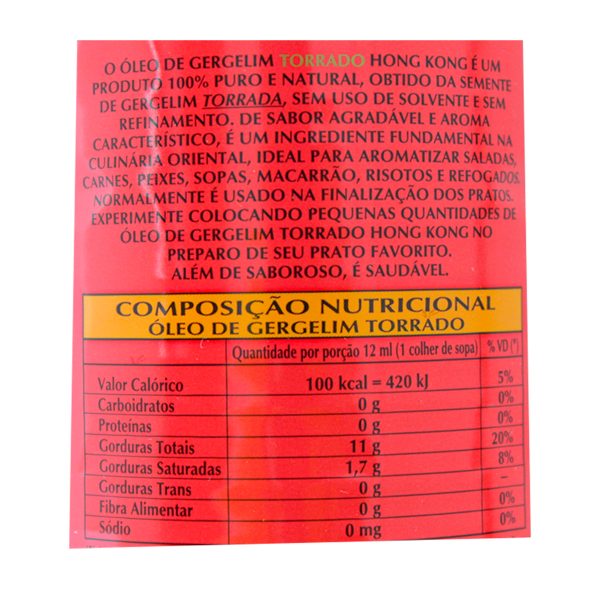 O ÓLEO DE GERGELIM TORRADO HONG KONG É UM
PRODUTO 100% PURO E NATURAL, OBTIDO DA SEMENTE
DE GERGELIM TORRADA, SEM USO DE SOLVENTE E SEM
REFINAMENTO. DE SABOR AGRADÁVEL E AROMA
CARACTERÍSTICO, É UM INGREDIENTE FUNDAMENTAL NA
CULINÁRIA ORIENTAL, IDEAL PARA AROMATIZAR SALADAS,
CARNES, PEIXES, SOPAS, MACARRÃO, RISOTOS E REFOGADOS.
NORMALMENTE É USADO NA FINALIZAÇÃO DOS PRATOS.
EXPERIMENTE COLOCANDO PEQUENAS QUANTIDADES DE
ÓLEO DE GERGELIM TORRADO HONG KONG NO
PREPARO DE SEU PRATO FAVORITO.
ALÉM DE SABOROSO, É SAUDÁVEL.
COMPOSIÇÃO NUTRICIONAL
ÓLEO DE GERGELIM TORRADO
Quantidade por porção 12 ml (1 colher de sopa) % VD (*)
Valor Calórico 100 kcal = 420 kJ 5%
Carboidratos 0 g 0%
Proteínas 0 g 0%
Gorduras Totais 11 g 20%
Gorduras Saturadas 1,7 g 8%
Gorduras Trans 0 g –
Fibra Alimentar 0 g 0%
Sódio 0 mg 0%